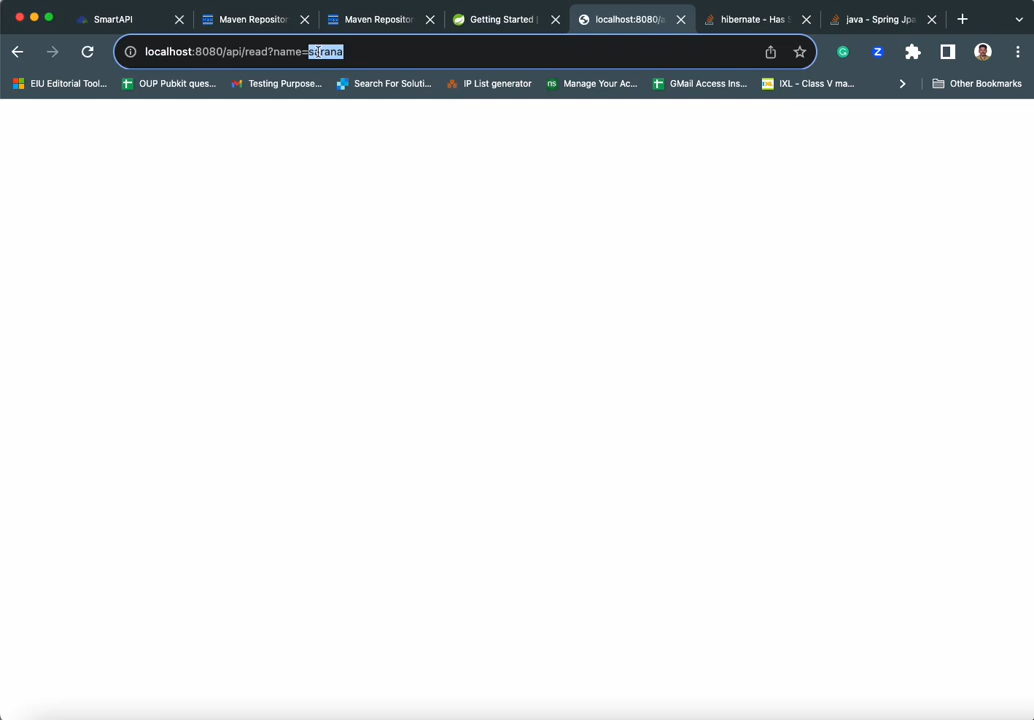 SmartAPI Maven Repositor Maven Repositor Getting Started | localhost:8080/a hibernate - Has S java - Spring Jpa
localhost:8080/api/read?name=sarana
EIU Editorial Tool... OUP Pubkit ques... Testing Purpose... Search For Soluti... IP List generator Manage Your Ac... GMail Access Ins... IXL - Class V ma... Other Bookmarks